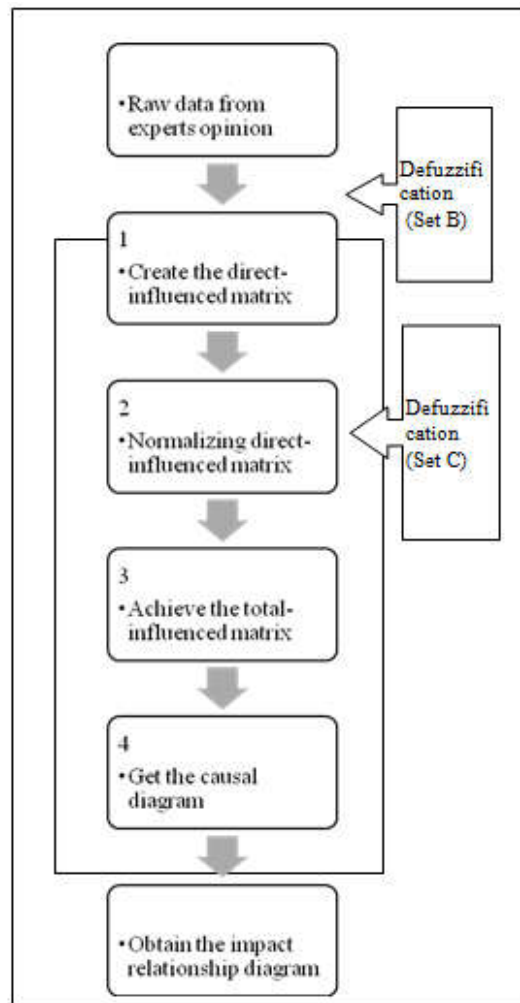 •Raw data from
experts opinion
Defuzzifi
cation
(Set B)
1
•Create the direct-
influenced matrix
2
•Normalizing direct-
influenced matrix
Defuzzifi
cation
(Set C)
3
•Achieve the total-
influenced matrix
4
•Get the causal
diagram
•Obtain the impact
relationship diagram